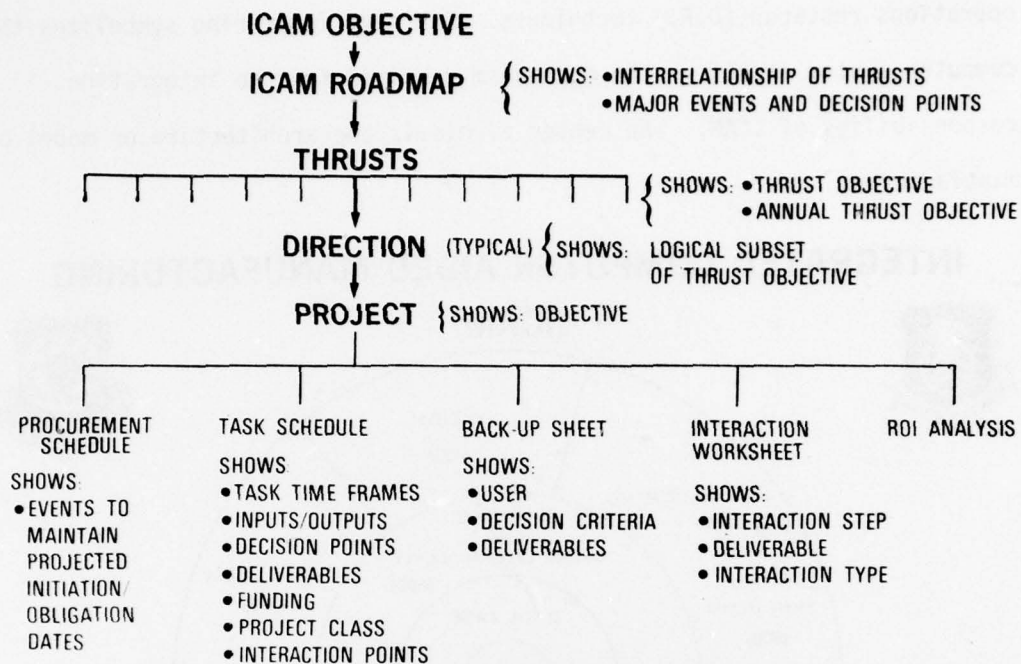 ICAM OBJECTIVE
ICAM ROADMAP
SHOWS: •INTERRELATIONSHIP OF THRUSTS
•MAJOR EVENTS AND DECISION POINTS
THRUSTS
SHOWS: •THRUST OBJECTIVE
•ANNUAL THRUST OBJECTIVE
DIRECTION (TYPICAL)
SHOWS: LOGICAL SUBSET
OF THRUST OBJECTIVE
PROJECT
SHOWS: OBJECTIVE
PROCUREMENT
SCHEDULE
SHOWS:
•EVENTS TO
MAINTAIN
PROJECTED
INITIATION/
OBLIGATION
DATES
TASK SCHEDULE
SHOWS:
•TASK TIME FRAMES
•INPUTS/OUTPUTS
•DECISION POINTS
•DELIVERABLES
•FUNDING
•PROJECT CLASS
•INTERACTION POINTS
BACK-UP SHEET
SHOWS:
•USER
•DECISION CRITERIA
•DELIVERABLES
INTERACTION
WORKSHEET
SHOWS:
•INTERACTION STEP
•DELIVERABLE
•INTERACTION TYPE
ROI ANALYSIS